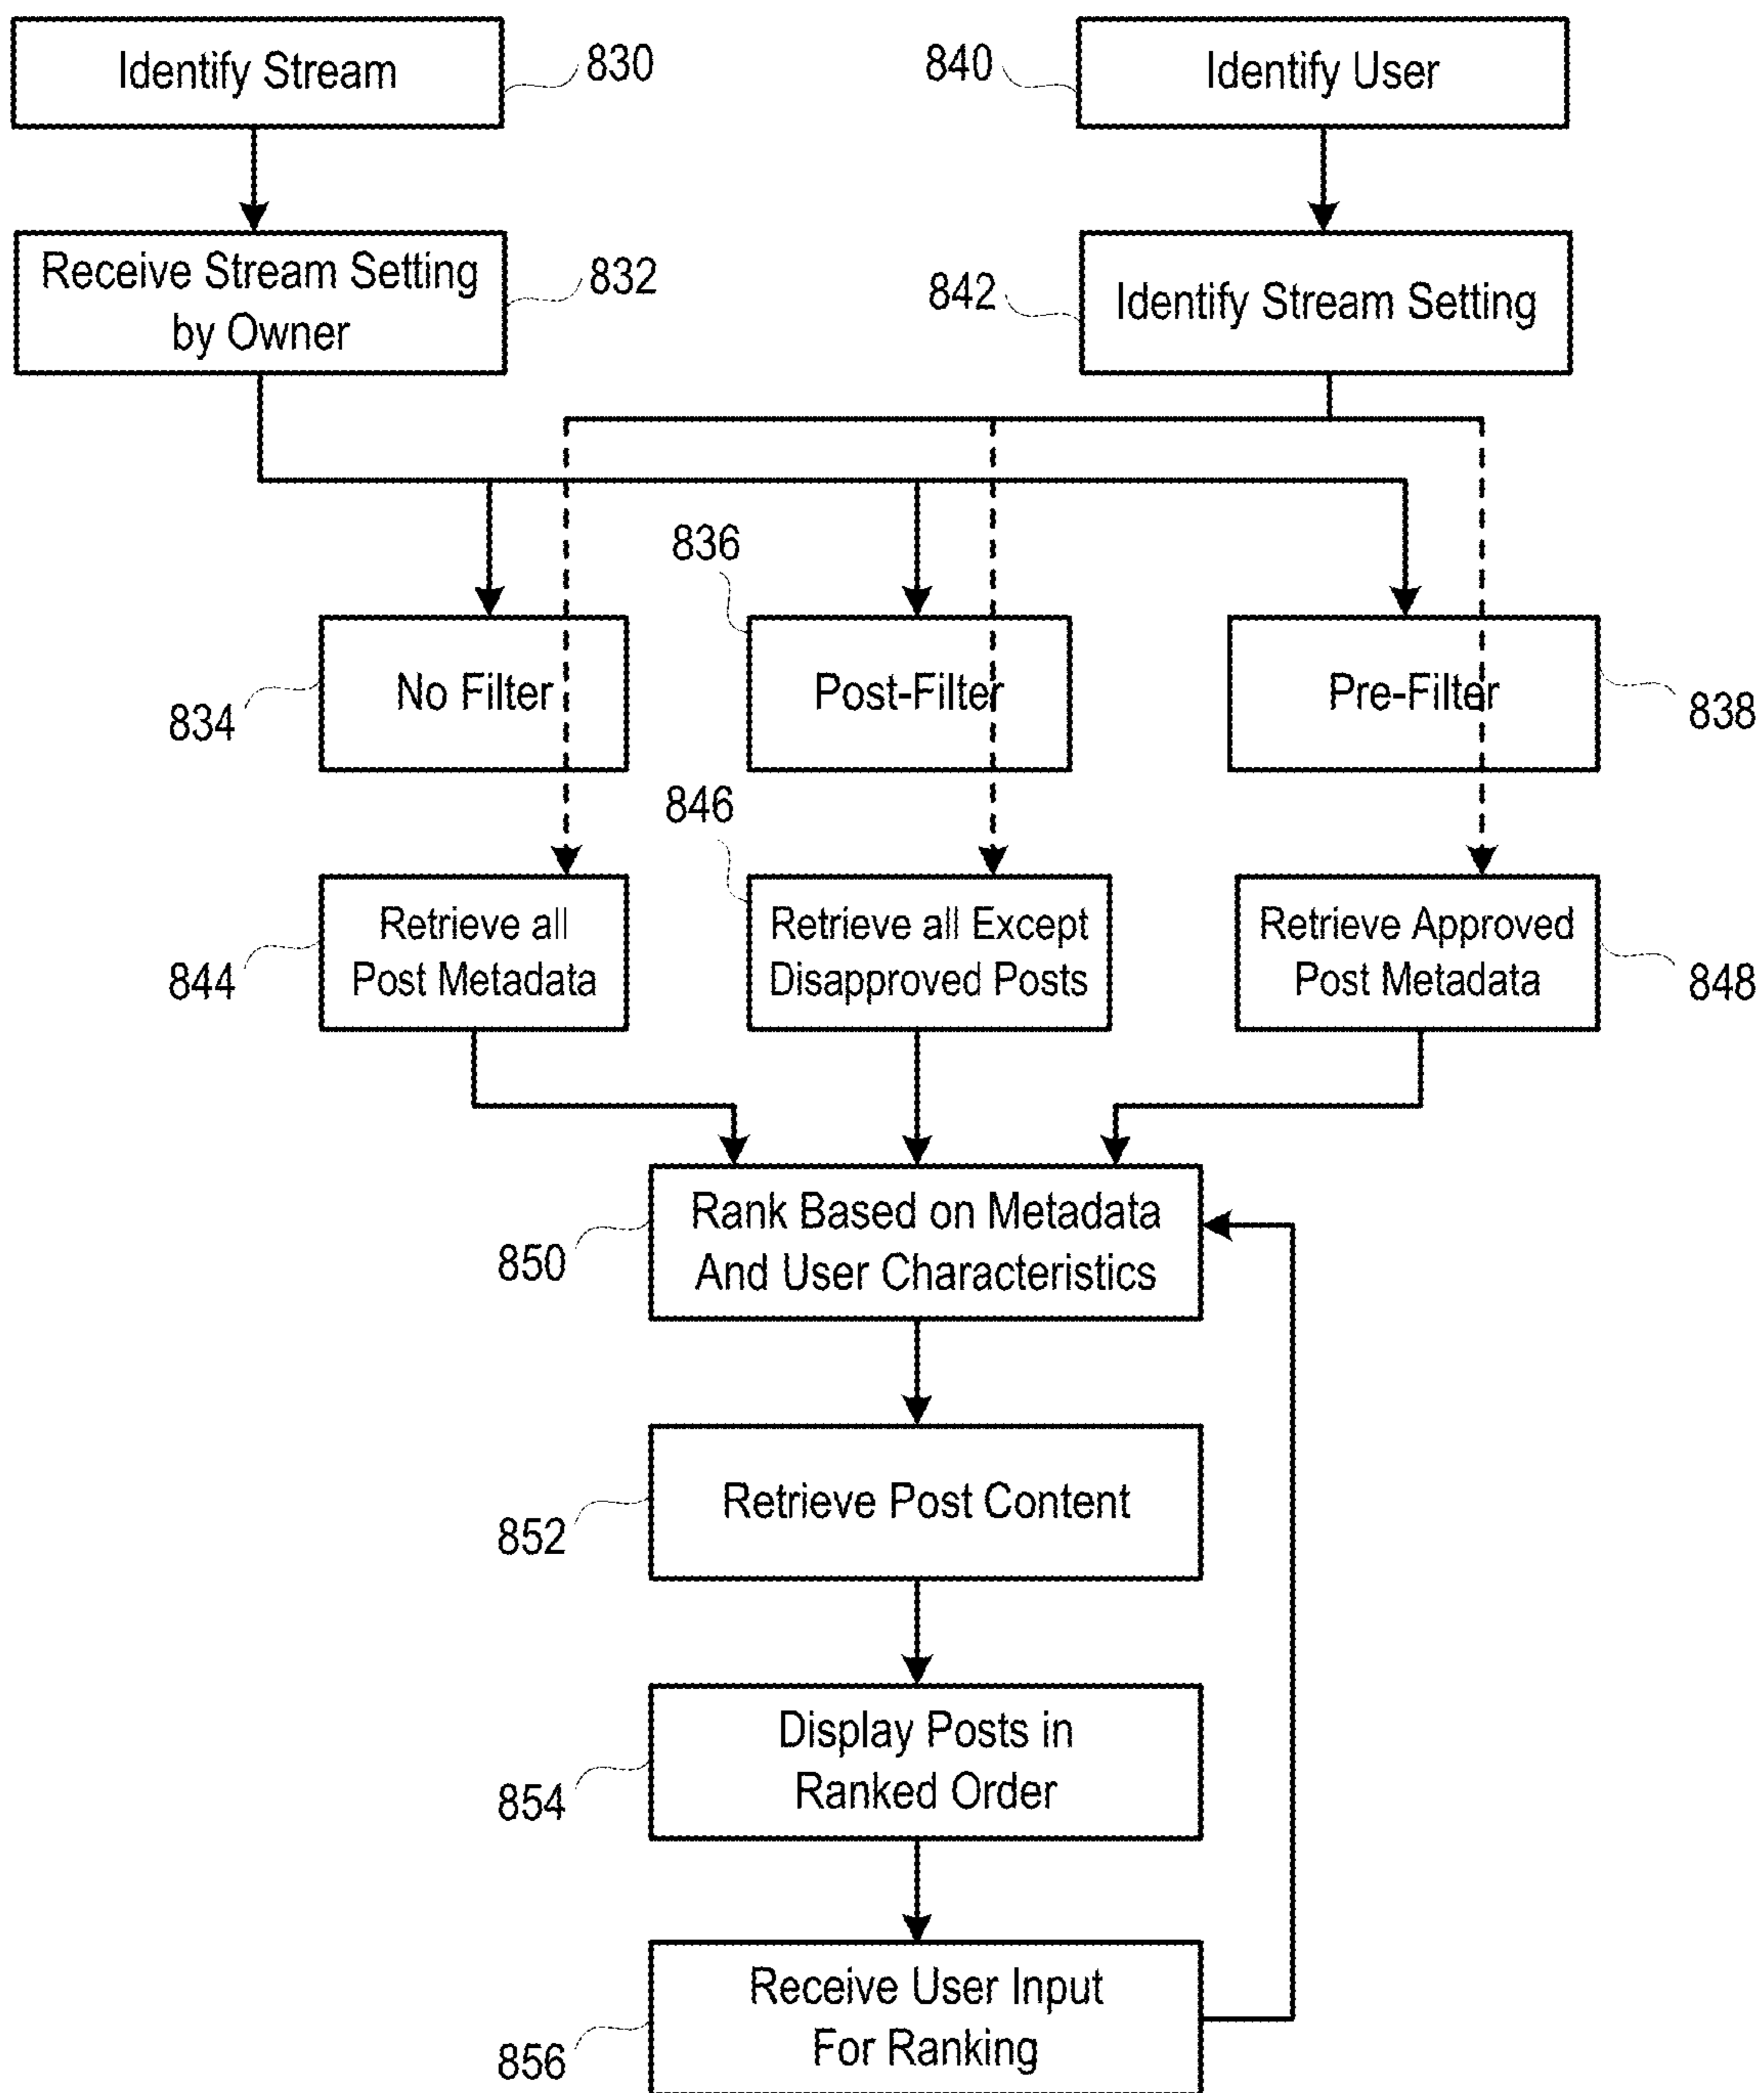 Identify Stream
830
840
Identify User
Receive Stream Setting
by Owner
832
842
Identify Stream Setting
836
No Filter
834
Post-Filter
Pre-Filter
838
846
Retrieve all
Post Metadata
844
Retrieve all Except
Disapproved Posts
Retrieve Approved
Post Metadata
848
Rank Based on Metadata
And User Characteristics
850
Retrieve Post Content
852
Display Posts in
Ranked Order
854
Receive User Input
For Ranking
856